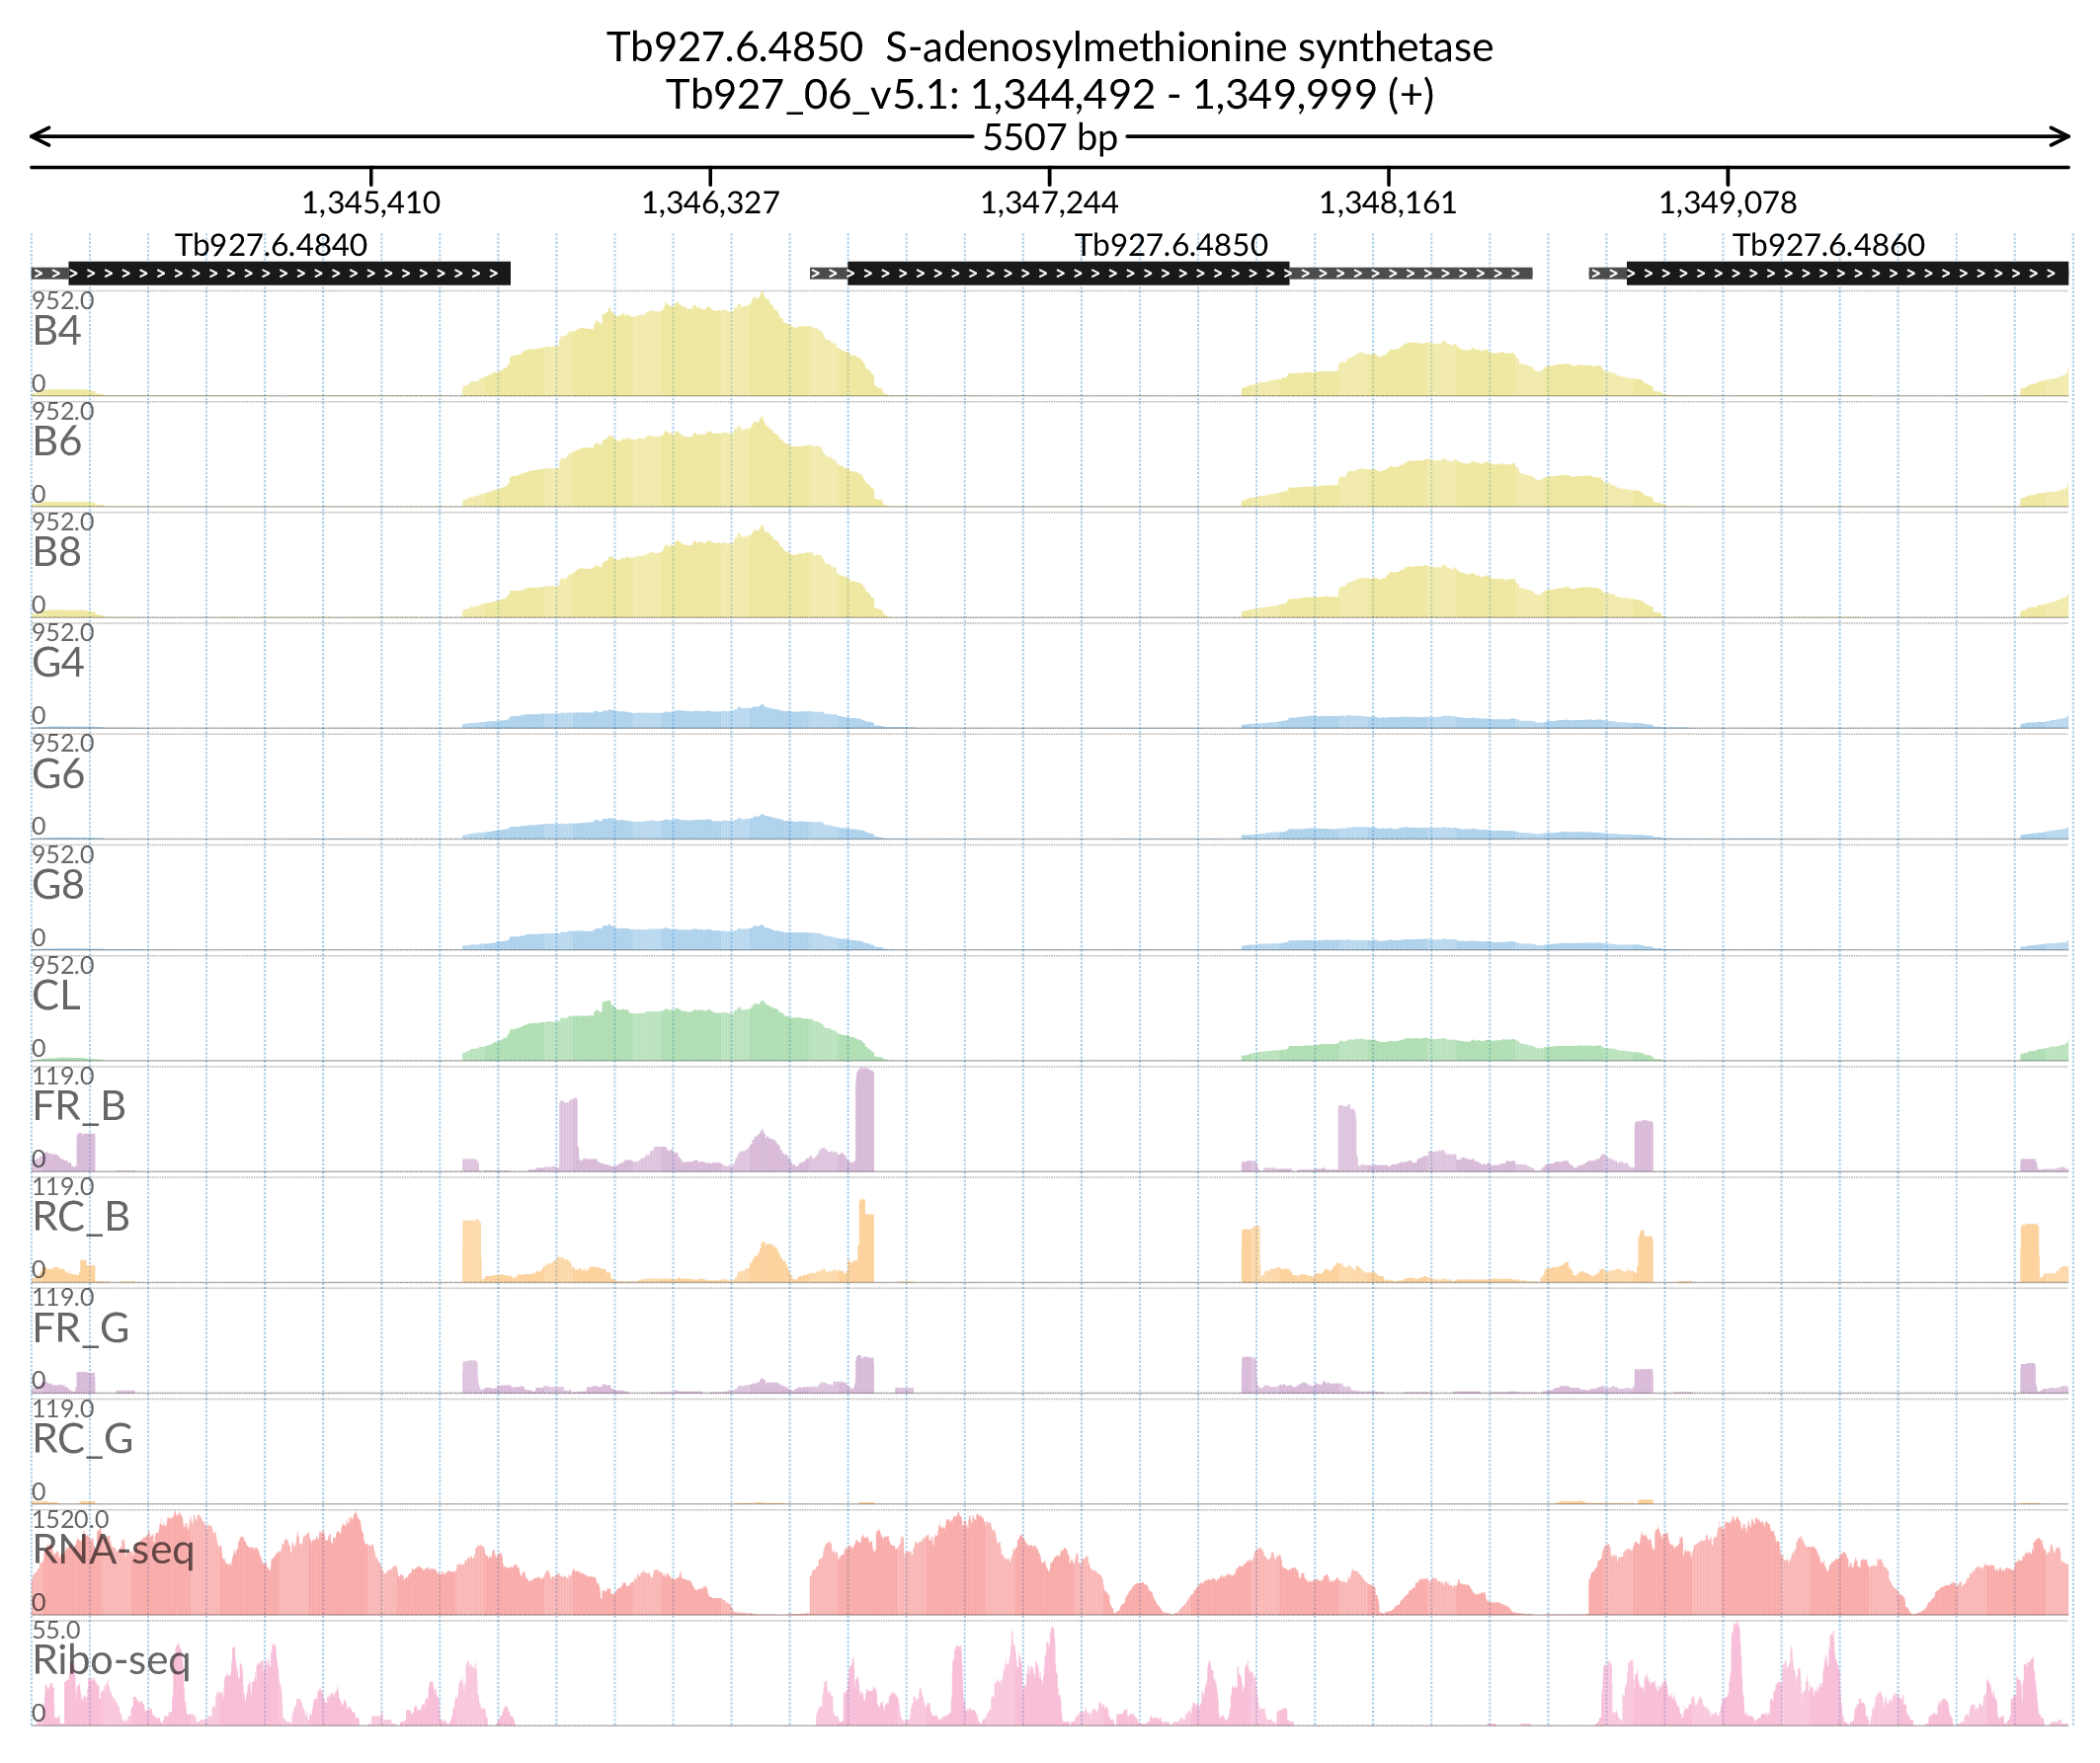 Tb927.6.4850 S-adenosylmethionine synthetase
Tb927_06_v5.1: 1,344,492 - 1,349,999 (+)
5507 bp
1,345,410 1,346,327 1,347,244 1,348,161 1,349,078
Tb927.6.4840 Tb927.6.4850 Tb927.6.4860
952.0
B4
0
952.0
B6
0
952.0
B8
0
952.0
G4
0
952.0
G6
0
952.0
G8
0
952.0
CL
0
119.0
FR_B
0
119.0
RC_B
0
119.0
FR_G
0
119.0
RC_G
0
1520.0
RNA-seq
0
55.0
Ribo-seq
0